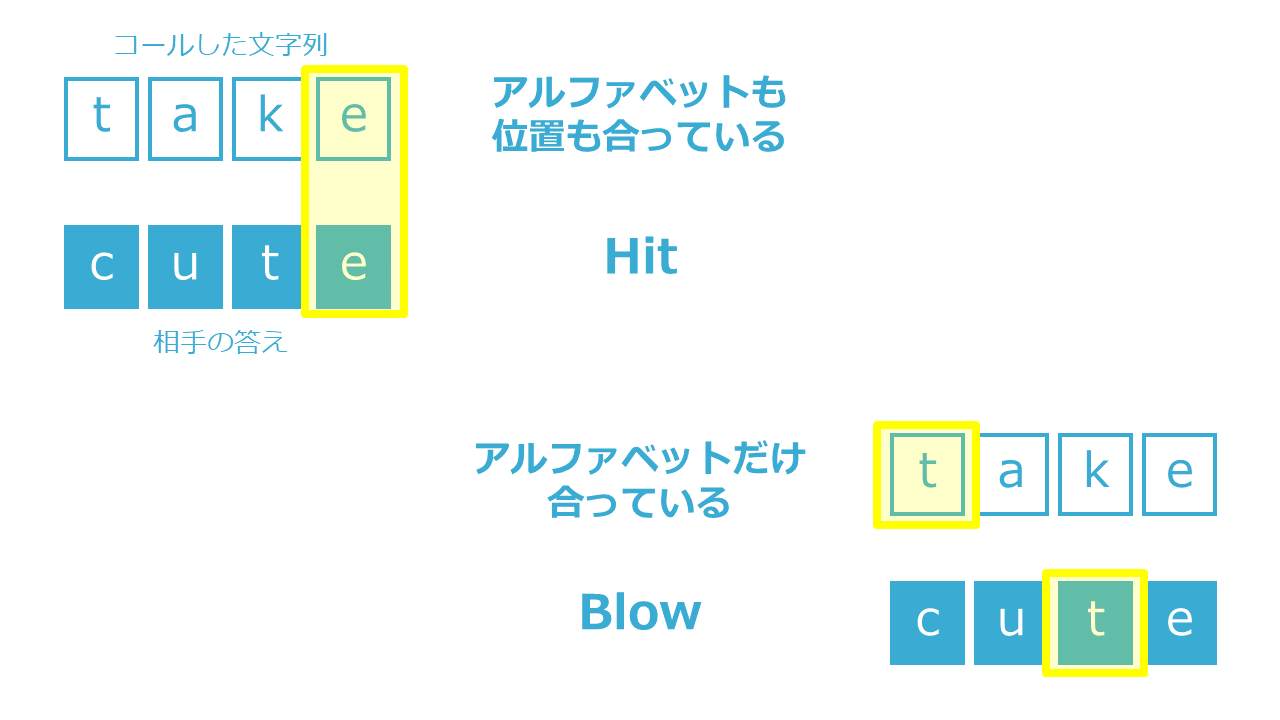 コールした文字列
t a k e
アルファベットも
位置も合っている
c u t e
Hit
相手の答え
アルファベットだけ
合っている
t a k e
Blow
c u t e